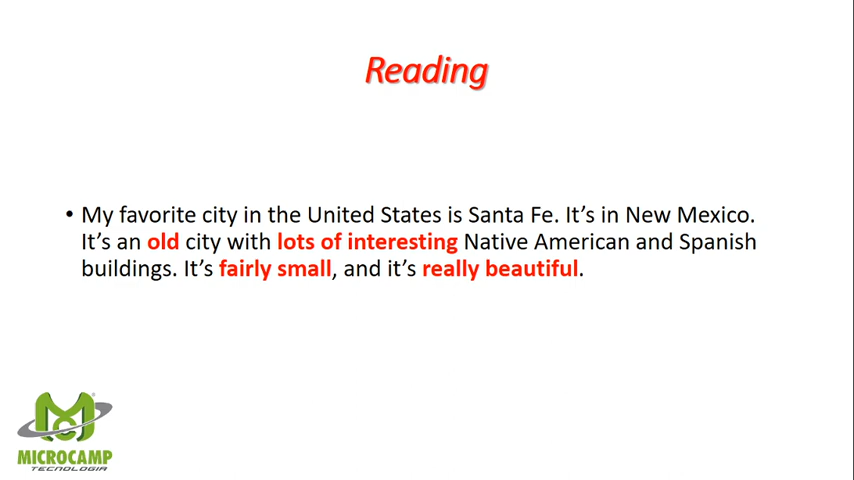 Reading
• My favorite city in the United States is Santa Fe. It’s in New Mexico.
It’s an old city with lots of interesting Native American and Spanish
buildings. It’s fairly small, and it’s really beautiful.
MICROCAMP
TECNOLOGIA